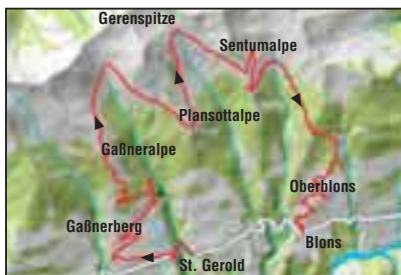 Gerenspitze
Sentumalpe
Plansottalpe
Gaßneralpe
Oberblons
Gaßnerberg
Blons
St. Gerold